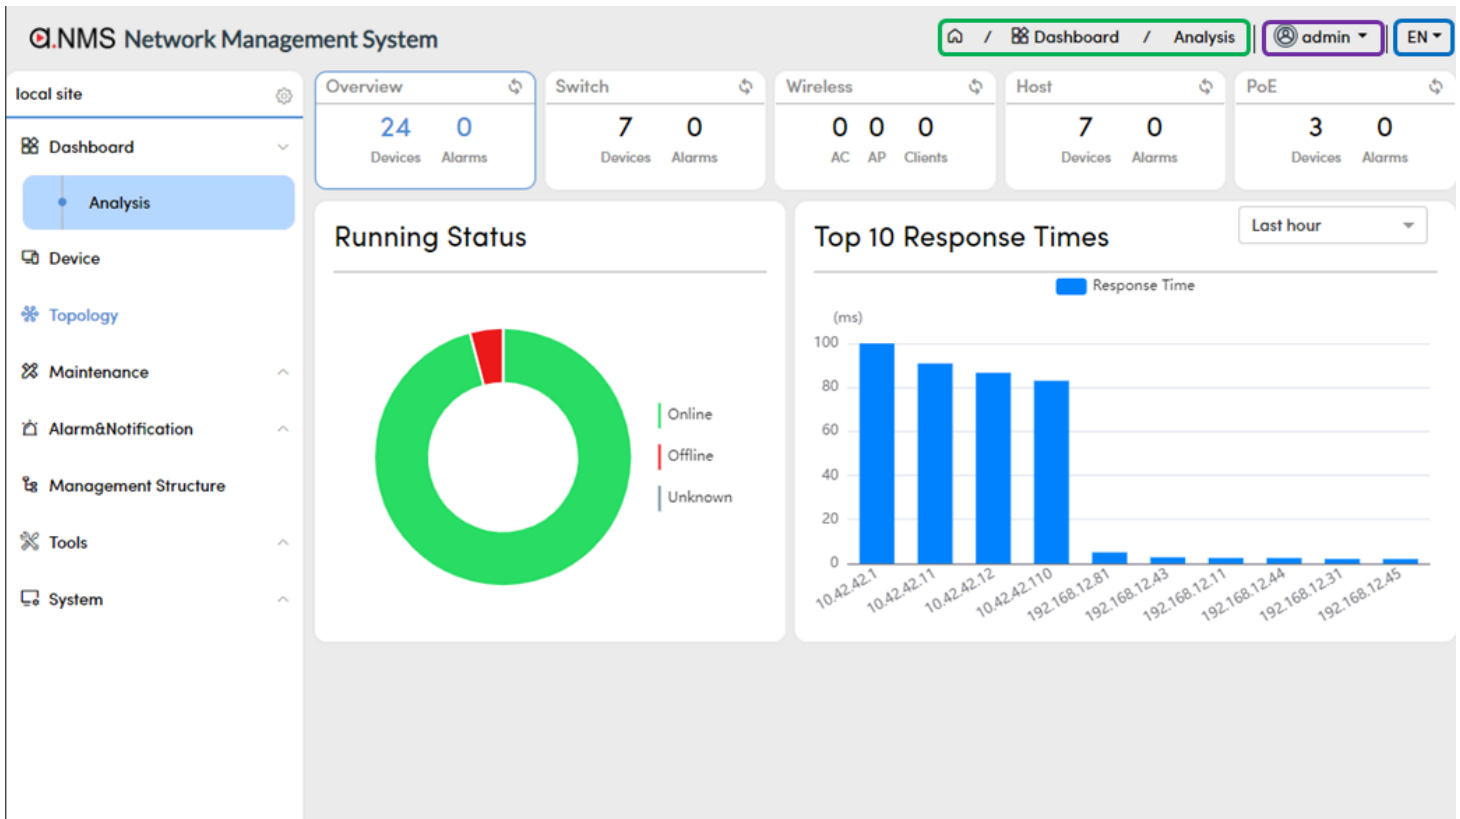 a.NMS Network Management System
/ Dashboard / Analysis
admin
EN
local site
Dashboard
Analysis
Device
Topology
Maintenance
Alarm&Notification
Management Structure
Tools
System
Overview
24 0
Devices Alarms
Switch
7 0
Devices Alarms
Wireless
0 0 0
AC AP Clients
Host
7 0
Devices Alarms
PoE
3 0
Devices Alarms
Running Status
Online
Offline
Unknown
Top 10 Response Times
Last hour
Response Time
(ms)
100
80
60
40
20
0
10.42.42.1
10.42.42.11
10.42.42.12
10.42.42.110
192.168.12.81
192.168.12.43
192.168.12.11
192.168.12.44
192.168.12.31
192.168.12.45